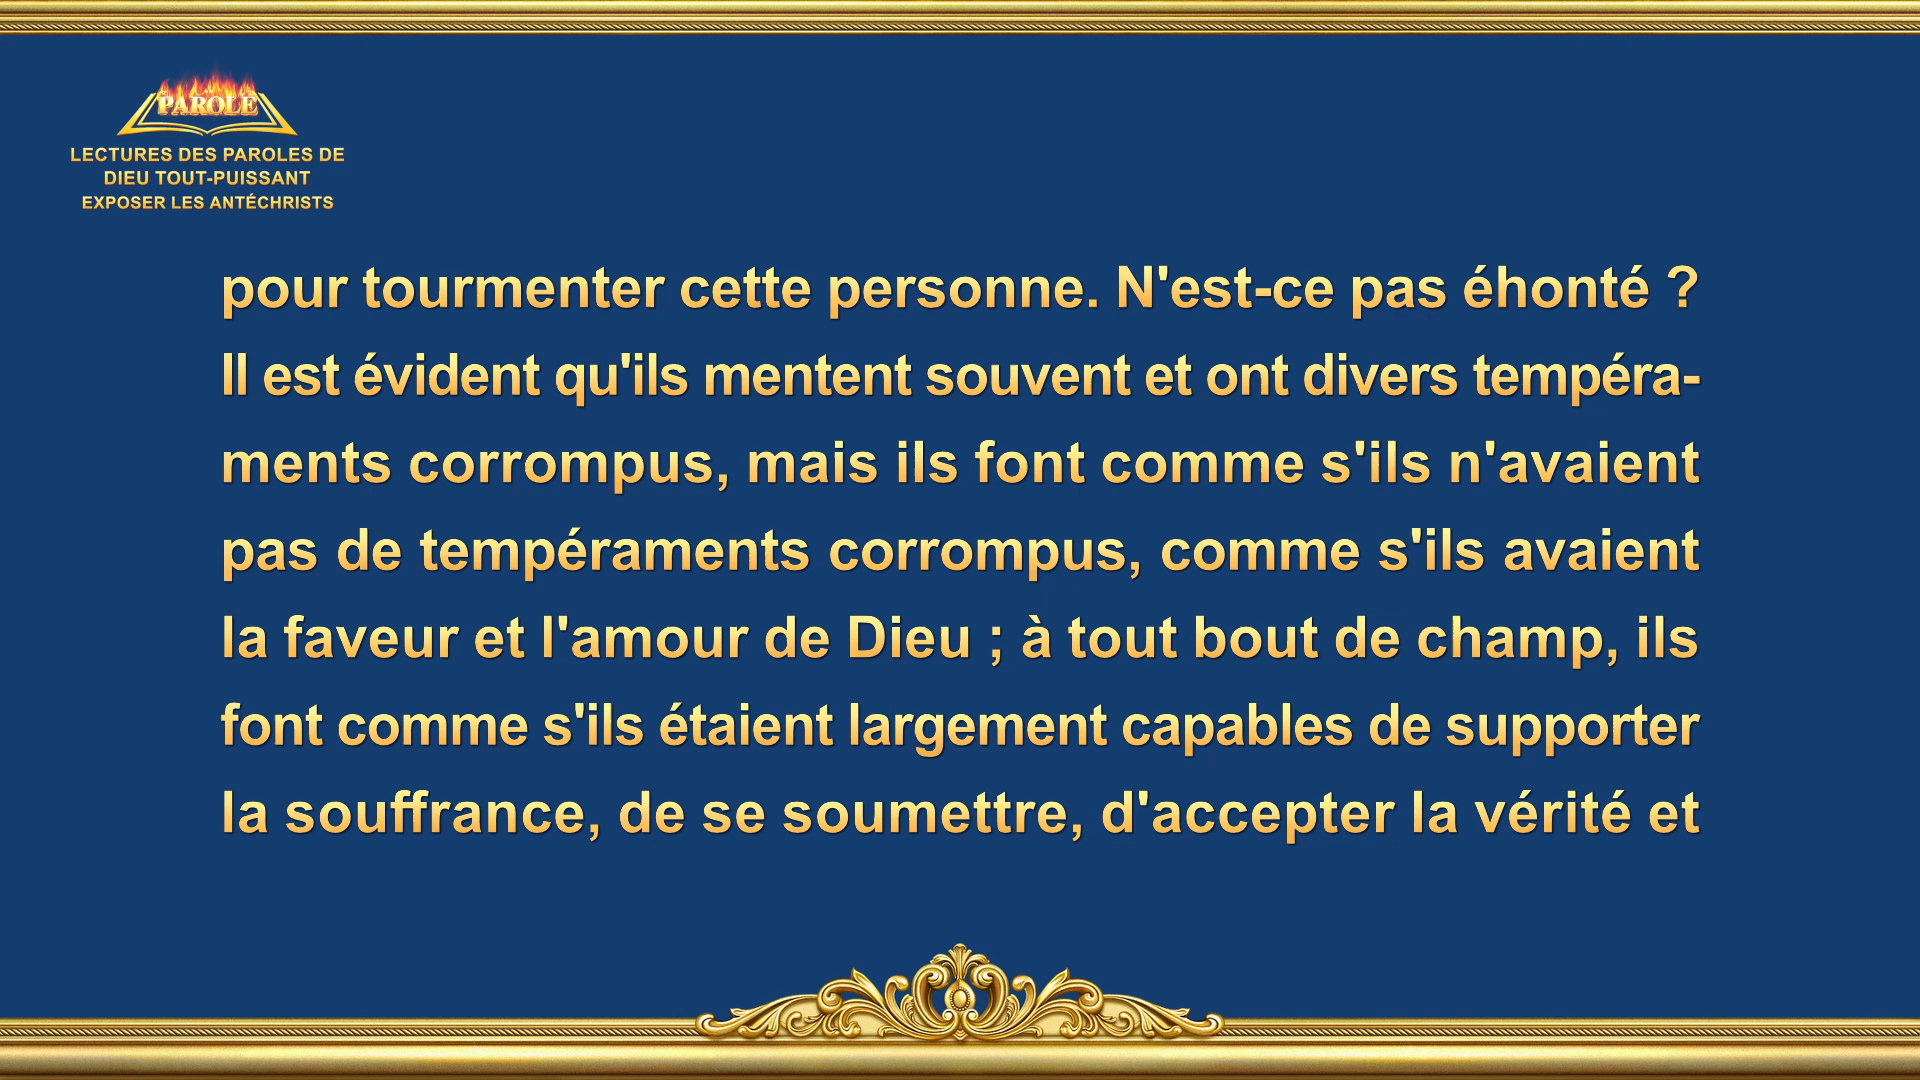 PAROLE
LECTURES DES PAROLES DE
DIEU TOUT-PUISSANT
EXPOSER LES ANTÉCHRISTS
pour tourmenter cette personne. N'est-ce pas éhonté ?
Il est évident qu'ils mentent souvent et ont divers tempéra-
ments corrompus, mais ils font comme s'ils n'avaient
pas de tempéraments corrompus, comme s'ils avaient
la faveur et l'amour de Dieu ; à tout bout de champ, ils
font comme s'ils étaient largement capables de supporter
la souffrance, de se soumettre, d'accepter la vérité et